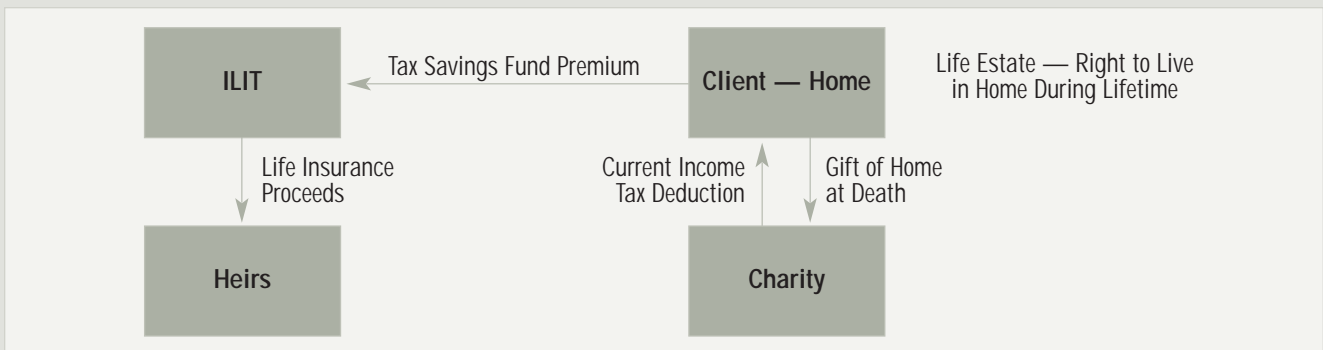 ILIT
Tax Savings Fund Premium
Client — Home
Life Estate — Right to Live
in Home During Lifetime
Life Insurance
Proceeds
Current Income
Tax Deduction
Gift of Home
at Death
Heirs
Charity